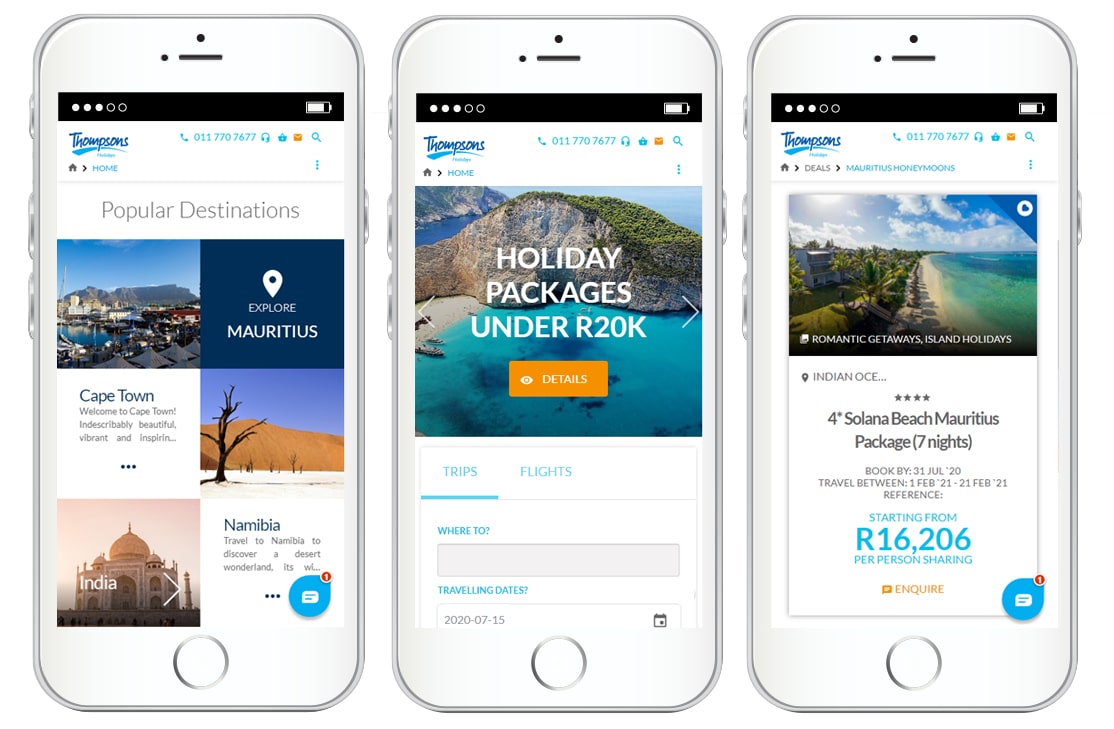 Thompsons
Holidays
011 770 7677
HOME
Popular Destinations
EXPLORE
MAURITIUS
Cape Town
Welcome to Cape Town!
Indescribably beautiful,
vibrant and inspirin...
•••
India
Namibia
Travel to Namibia to
discover a desert
wonderland, its wi...
•••
1
Thompsons
Holidays
011 770 7677
HOME
HOLIDAY
PACKAGES
UNDER R20K
DETAILS
TRIPS FLIGHTS
WHERE TO?
TRAVELLING DATES?
2020-07-15
Thompsons
Holidays
011 770 7677
DEALS MAURITIUS HONEYMOONS
ROMANTIC GETAWAYS, ISLAND HOLIDAYS
INDIAN OCE...
4* Solana Beach Mauritius
Package (7 nights)
BOOK BY: 31 JUL `20
TRAVEL BETWEEN: 1 FEB `21 - 21 FEB `21
REFERENCE:
STARTING FROM
R16,206
PER PERSON SHARING
ENQUIRE
1